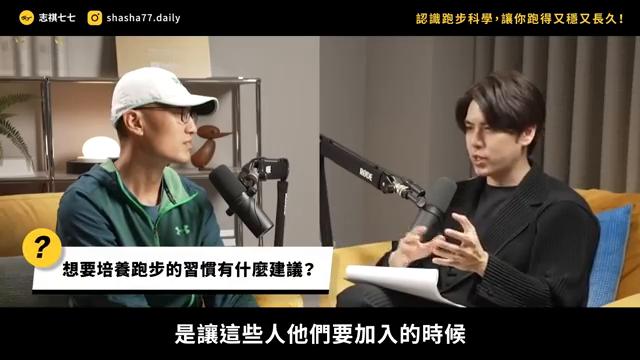 志祺七七
shasha77.daily
認識跑步科學,讓你跑得又穩又長久!
RODE
RODE
?
想要培養跑步的習慣有什麼建議?
是讓這些人他們要加入的時候